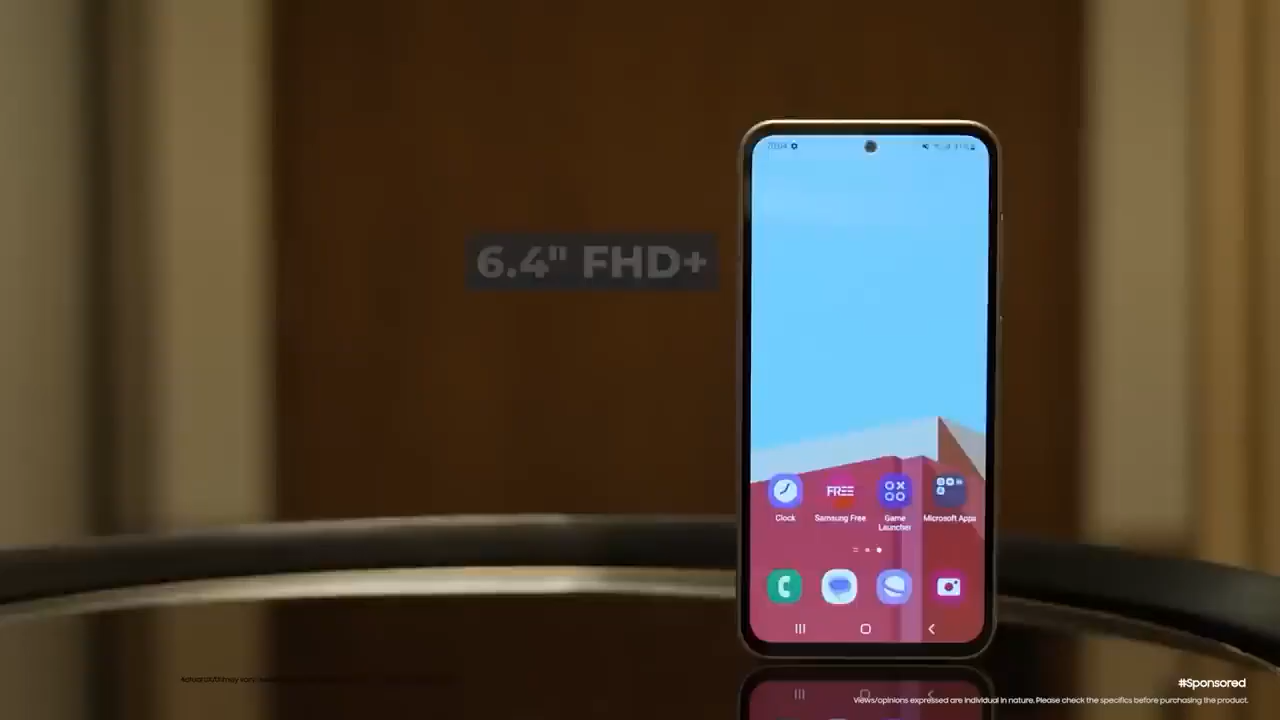 6.4" FHD+
FREE
Clock
Samsung Free
Game
Launcher
Microsoft Apps
#Sponsored
Views/opinions expressed are individual in nature. Please check the specifics before purchasing the product.